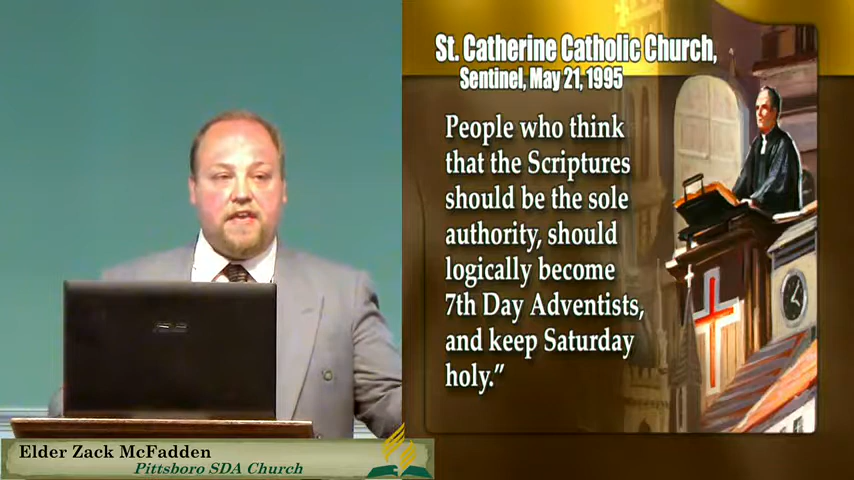 St. Catherine Catholic Church,
Sentinel, May 21, 1995
People who think
that the Scriptures
should be the sole
authority, should
logically become
7th Day Adventists,
and keep Saturday
holy.”
ASUS
Elder Zack McFadden
Pittsboro SDA Church